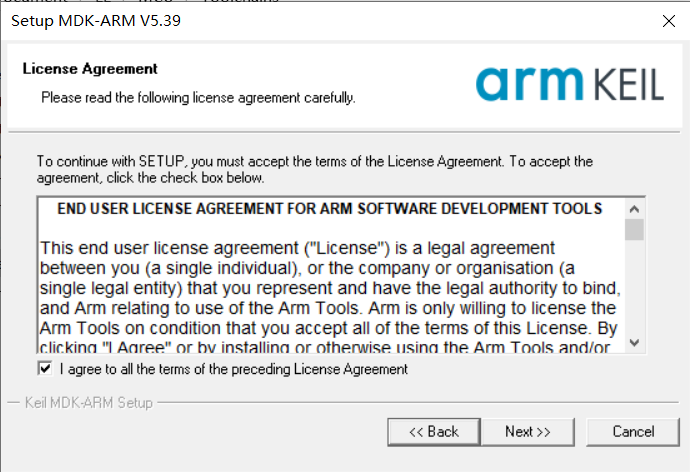 Setup MDK-ARM V5.39
License Agreement
Please read the following license agreement carefully.
arm KEIL
To continue with SETUP, you must accept the terms of the License Agreement. To accept the
agreement, click the check box below.
END USER LICENSE AGREEMENT FOR ARM SOFTWARE DEVELOPMENT TOOLS
This end user license agreement ("License") is a legal agreement
between you (a single individual), or the company or organisation (a
single legal entity) that you represent and have the legal authority to bind,
and Arm relating to use of the Arm Tools. Arm is only willing to license the
Arm Tools on condition that you accept all of the terms of this License. By
clicking "I Agree" or by installing or otherwise using the Arm Tools and/or
I agree to all the terms of the preceding License Agreement
Keil MDK-ARM Setup
<< Back
Next >>
Cancel